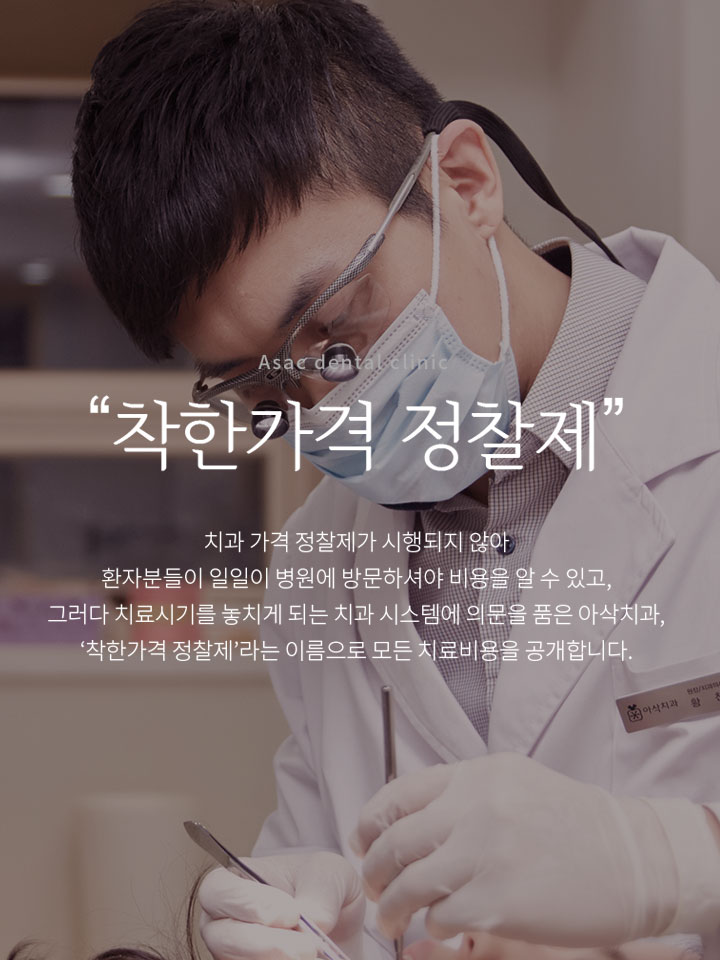 Asac dental clinic
“착한가격 정찰제”
치과 가격 정찰제가 시행되지 않아
환자분들이 일일이 병원에 방문하셔야 비용을 알 수 있고,
그러다 치료시기를 놓치게 되는 치과 시스템에 의문을 품은 아삭치과,
‘착한가격 정찰제’라는 이름으로 모든 치료비용을 공개합니다.
아삭치과